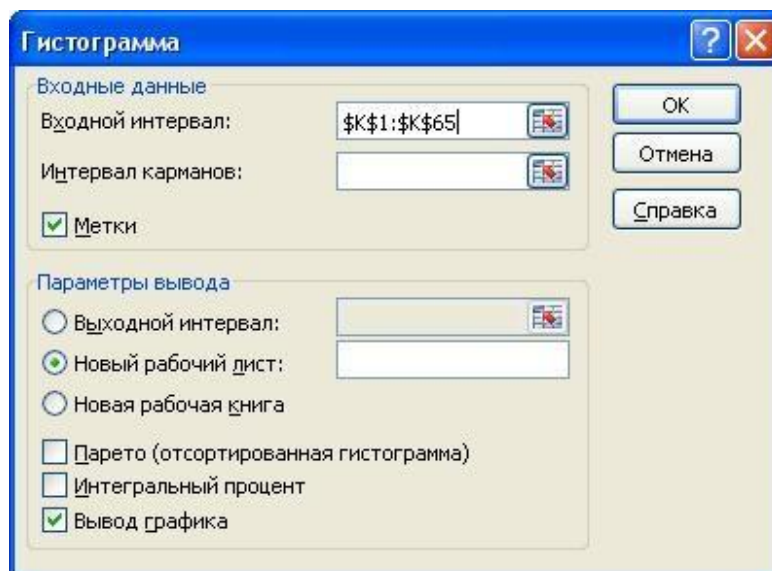 Гистограмма
Входные данные
Входной интервал: $K$1:$K$65
Интервал карманов:
Метки
OK
Отмена
Справка
Параметры вывода
Выходной интервал:
Новый рабочий лист:
Новая рабочая книга
Парето (отсортированная гистограмма)
Интегральный процент
Вывод графика